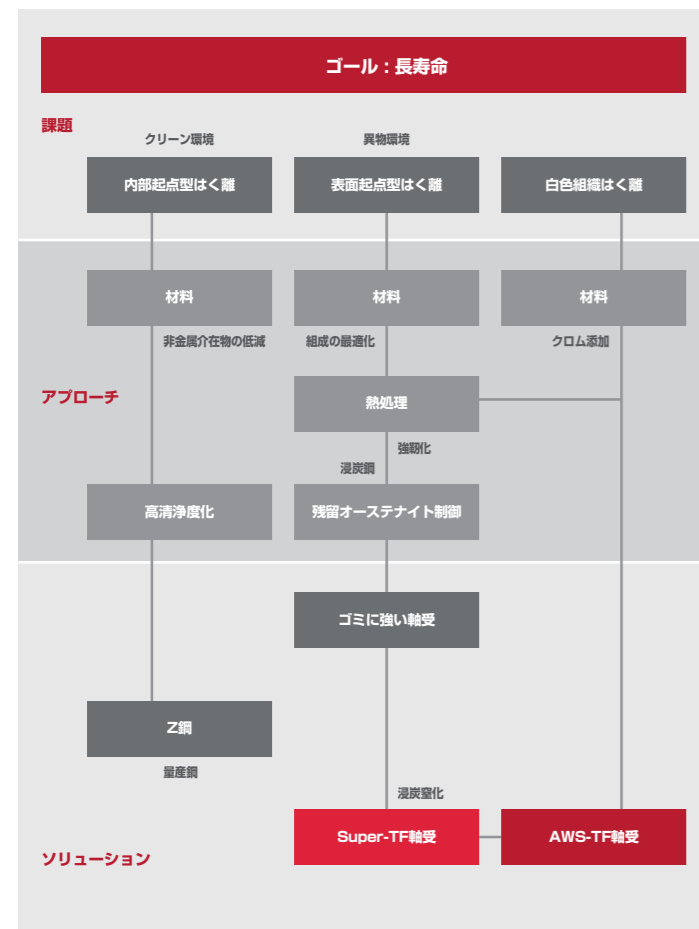 ゴール：長寿命
課題
クリーン環境
異物環境
内部起点型はく離
表面起点型はく離
白色組織はく離
材料
材料
材料
非金属介在物の低減
組成の最適化
クロム添加
アプローチ
熱処理
強靭化
浸炭鋼
高清浄度化
残留オーステナイト制御
ゴミに強い軸受
Z鋼
量産鋼
浸炭窒化
Super-TF軸受
AWS-TF軸受
ソリューション